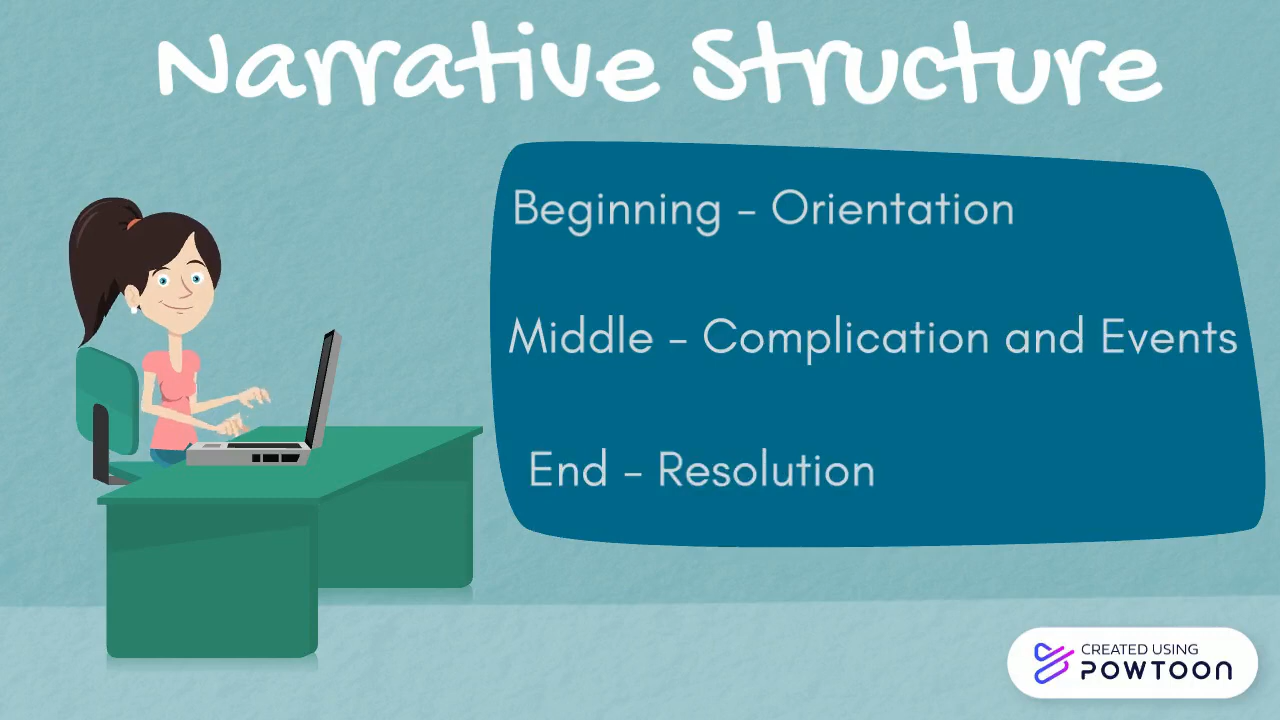 Narrative Structure
Beginning - Orientation
Middle - Complication and Events
End - Resolution
CREATED USING
POWTOON